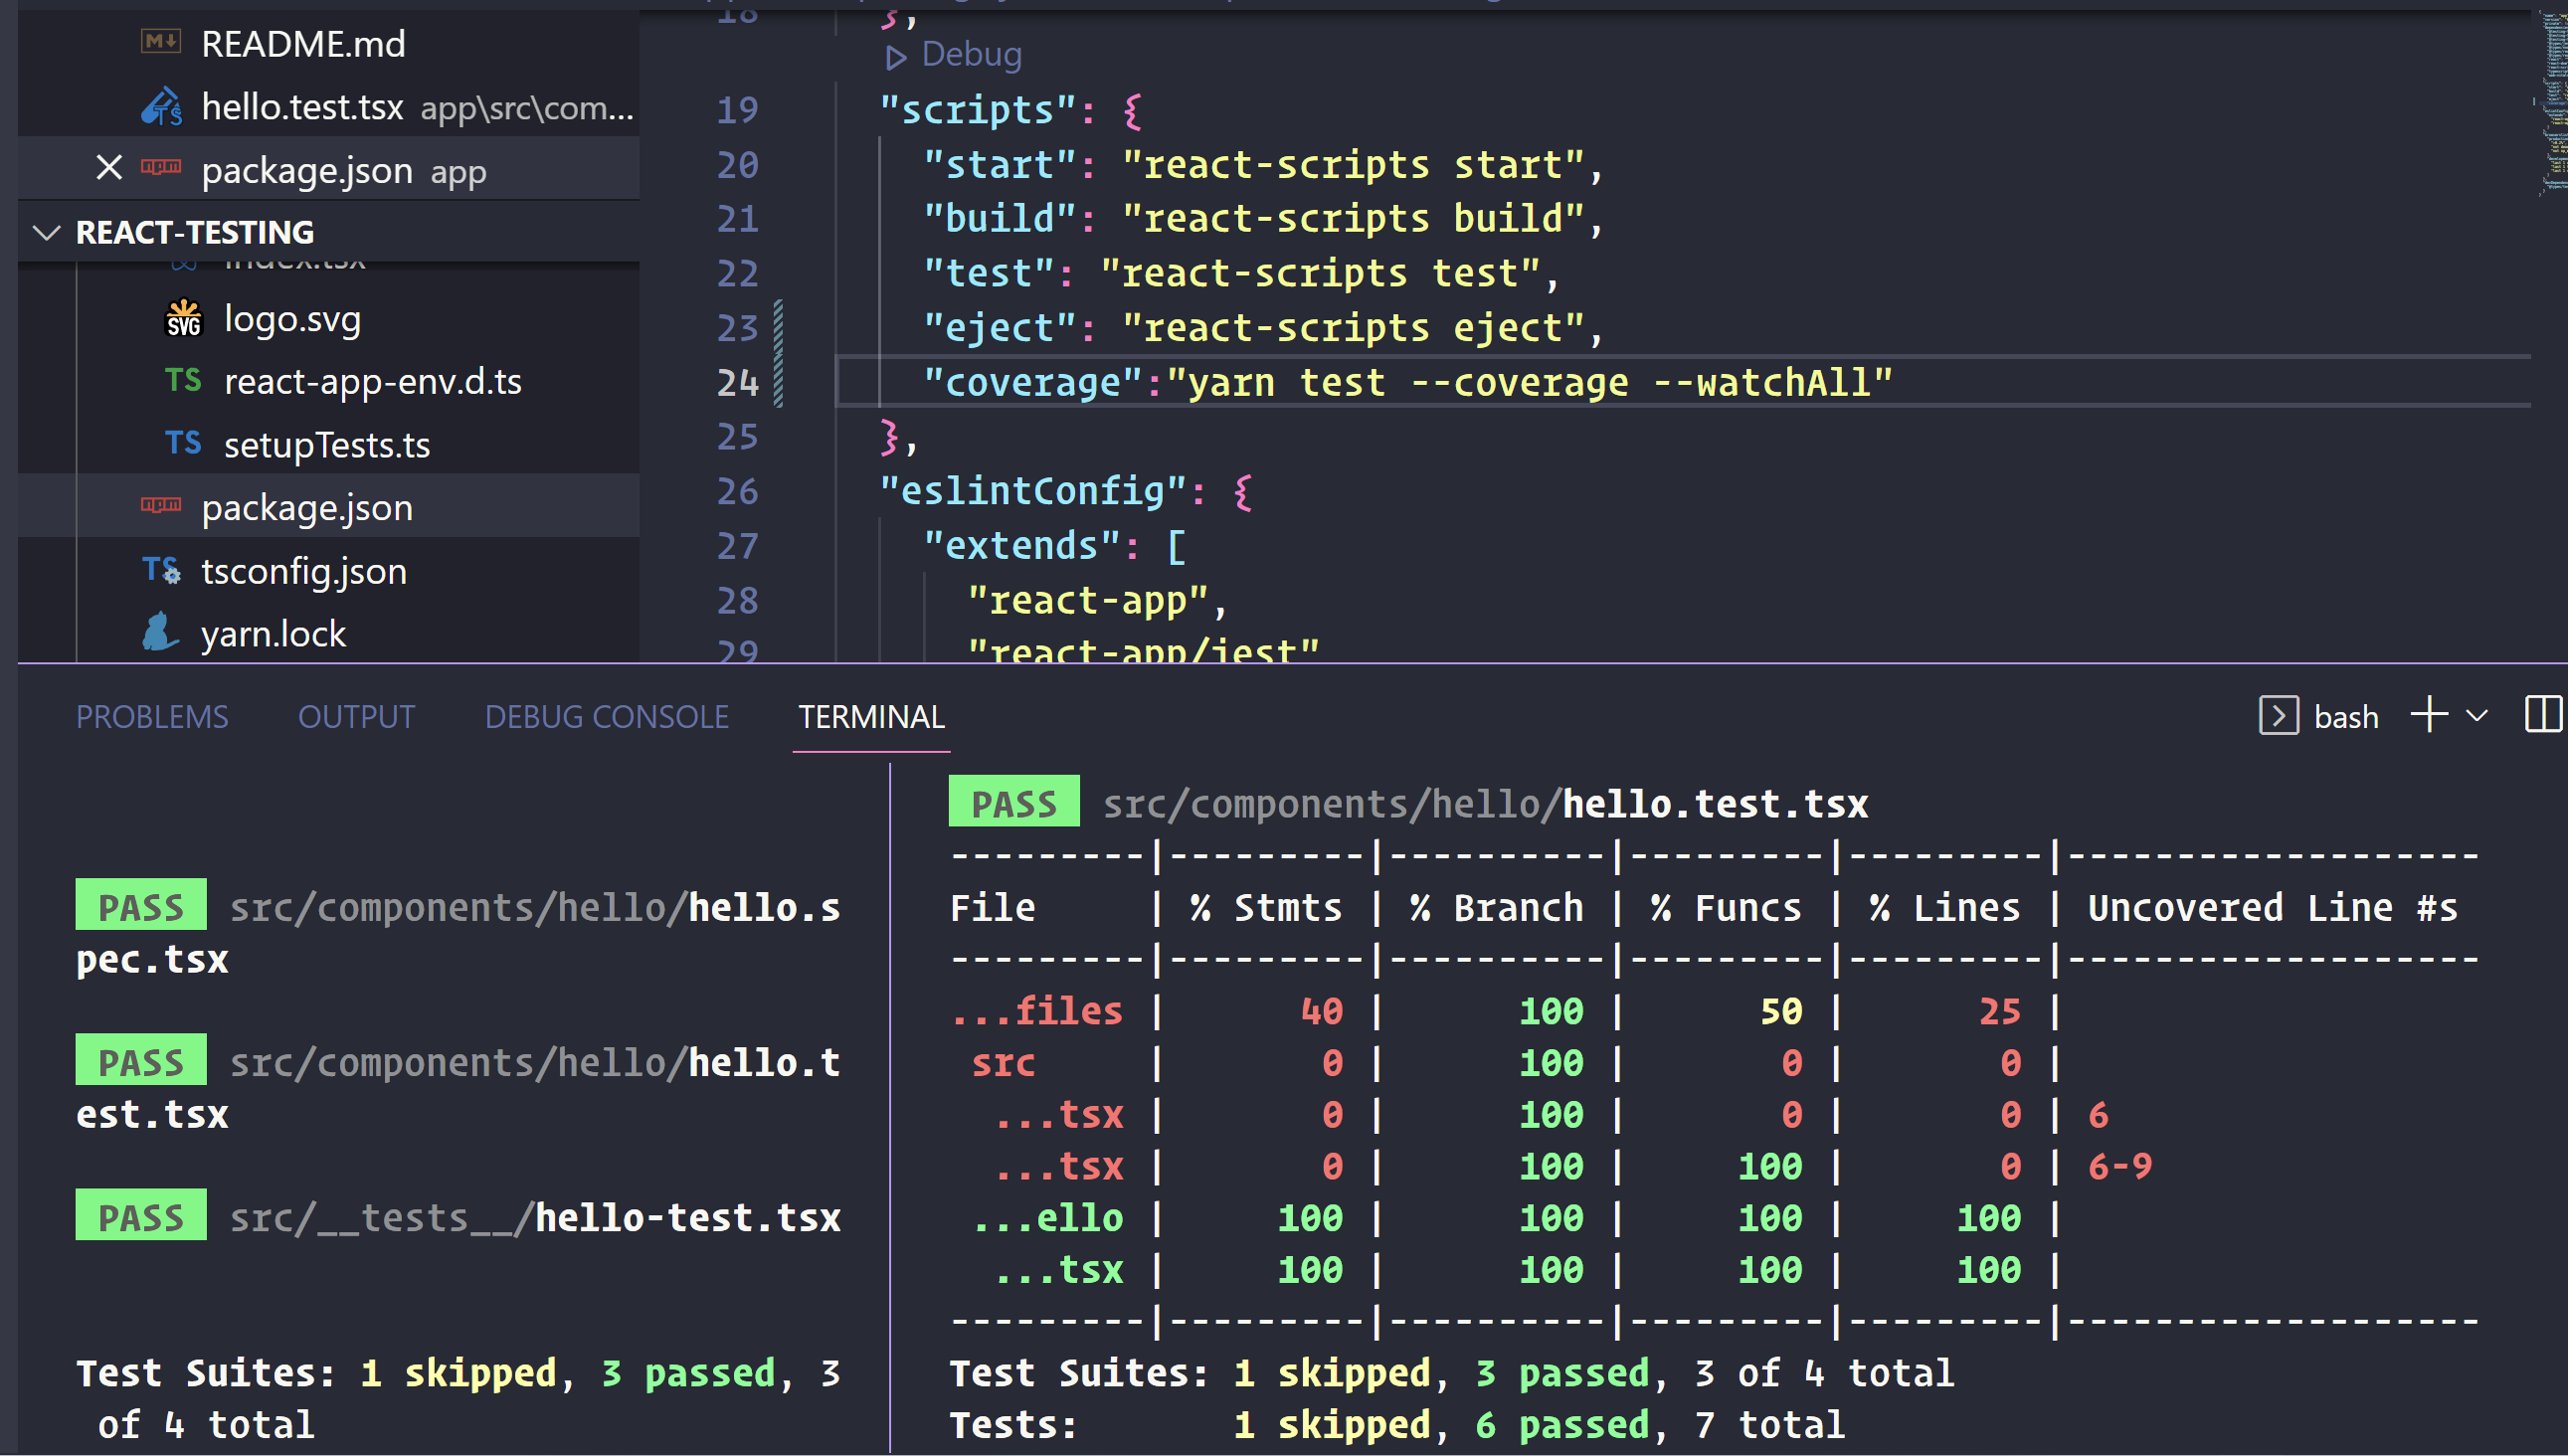 README.md
hello.test.tsx app\src\com...
package.json app
REACT-TESTING
index.tsx
logo.svg
react-app-env.d.ts
setupTests.ts
package.json
tsconfig.json
yarn.lock
18 },
Debug
19 "scripts": {
20 "start": "react-scripts start",
21 "build": "react-scripts build",
22 "test": "react-scripts test",
23 "eject": "react-scripts eject",
24 "coverage":"yarn test --coverage --watchAll"
25 },
26 "eslintConfig": {
27 "extends": [
28 "react-app",
29 "react-app/jest"
PROBLEMS OUTPUT DEBUG CONSOLE TERMINAL bash
PASS src/components/hello/hello.s
pec.tsx
PASS src/components/hello/hello.t
est.tsx
PASS src/__tests__/hello-test.tsx
Test Suites: 1 skipped, 3 passed, 3
of 4 total
PASS src/components/hello/hello.test.tsx
---------|---------|----------|---------|---------|-------------------
File | % Stmts | % Branch | % Funcs | % Lines | Uncovered Line #s
---------|---------|----------|---------|---------|-------------------
...files | 40 | 100 | 50 | 25 |
src | 0 | 100 | 0 | 0 |
...tsx | 0 | 100 | 0 | 0 | 6
...tsx | 0 | 100 | 100 | 0 | 6-9
...ello | 100 | 100 | 100 | 100 |
...tsx | 100 | 100 | 100 | 100 |
---------|---------|----------|---------|---------|-------------------
Test Suites: 1 skipped, 3 passed, 3 of 4 total
Tests: 1 skipped, 6 passed, 7 total